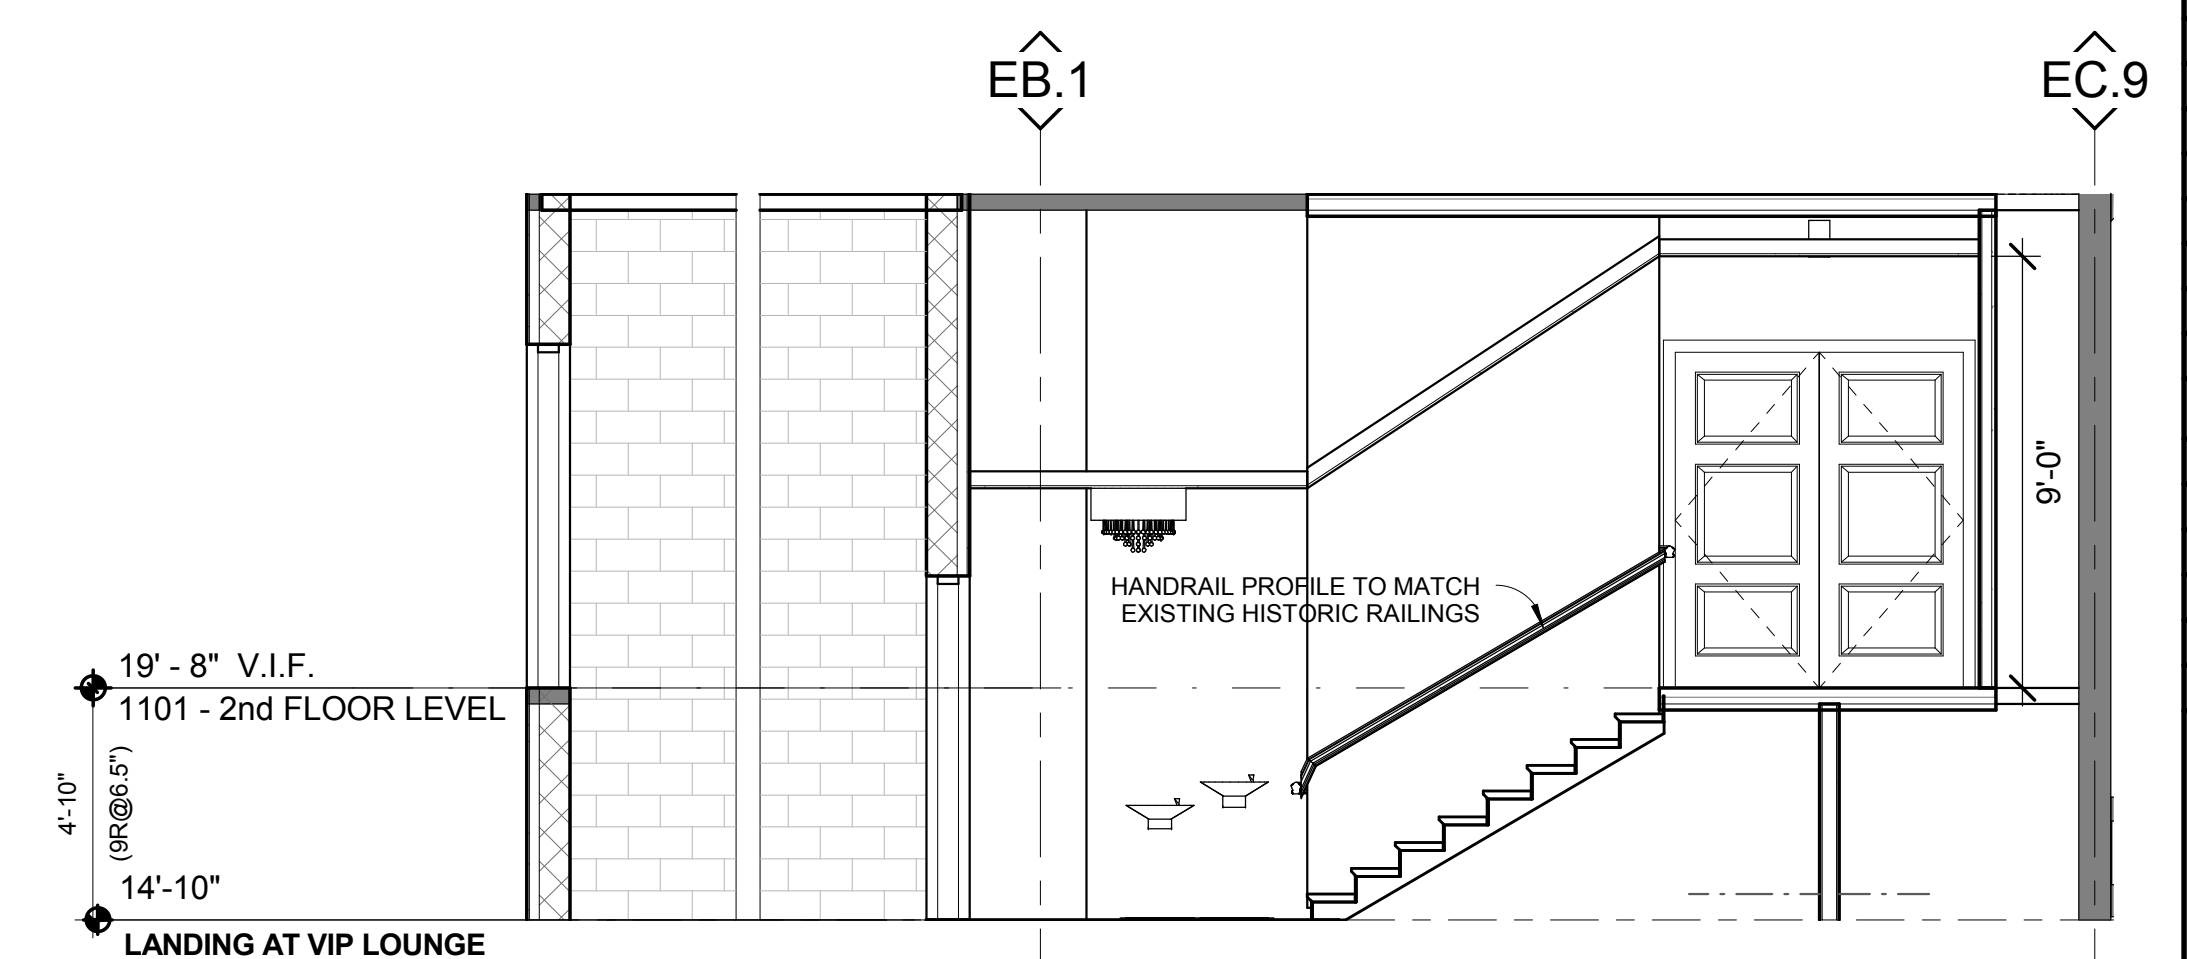 EB.1
EC.9
9'-0"
HANDRAIL PROFILE TO MATCH
EXISTING HISTORIC RAILINGS
19' - 8" V.I.F.
1101 - 2nd FLOOR LEVEL
4'-10"
(9R@6.5")
14'-10"
LANDING AT VIP LOUNGE